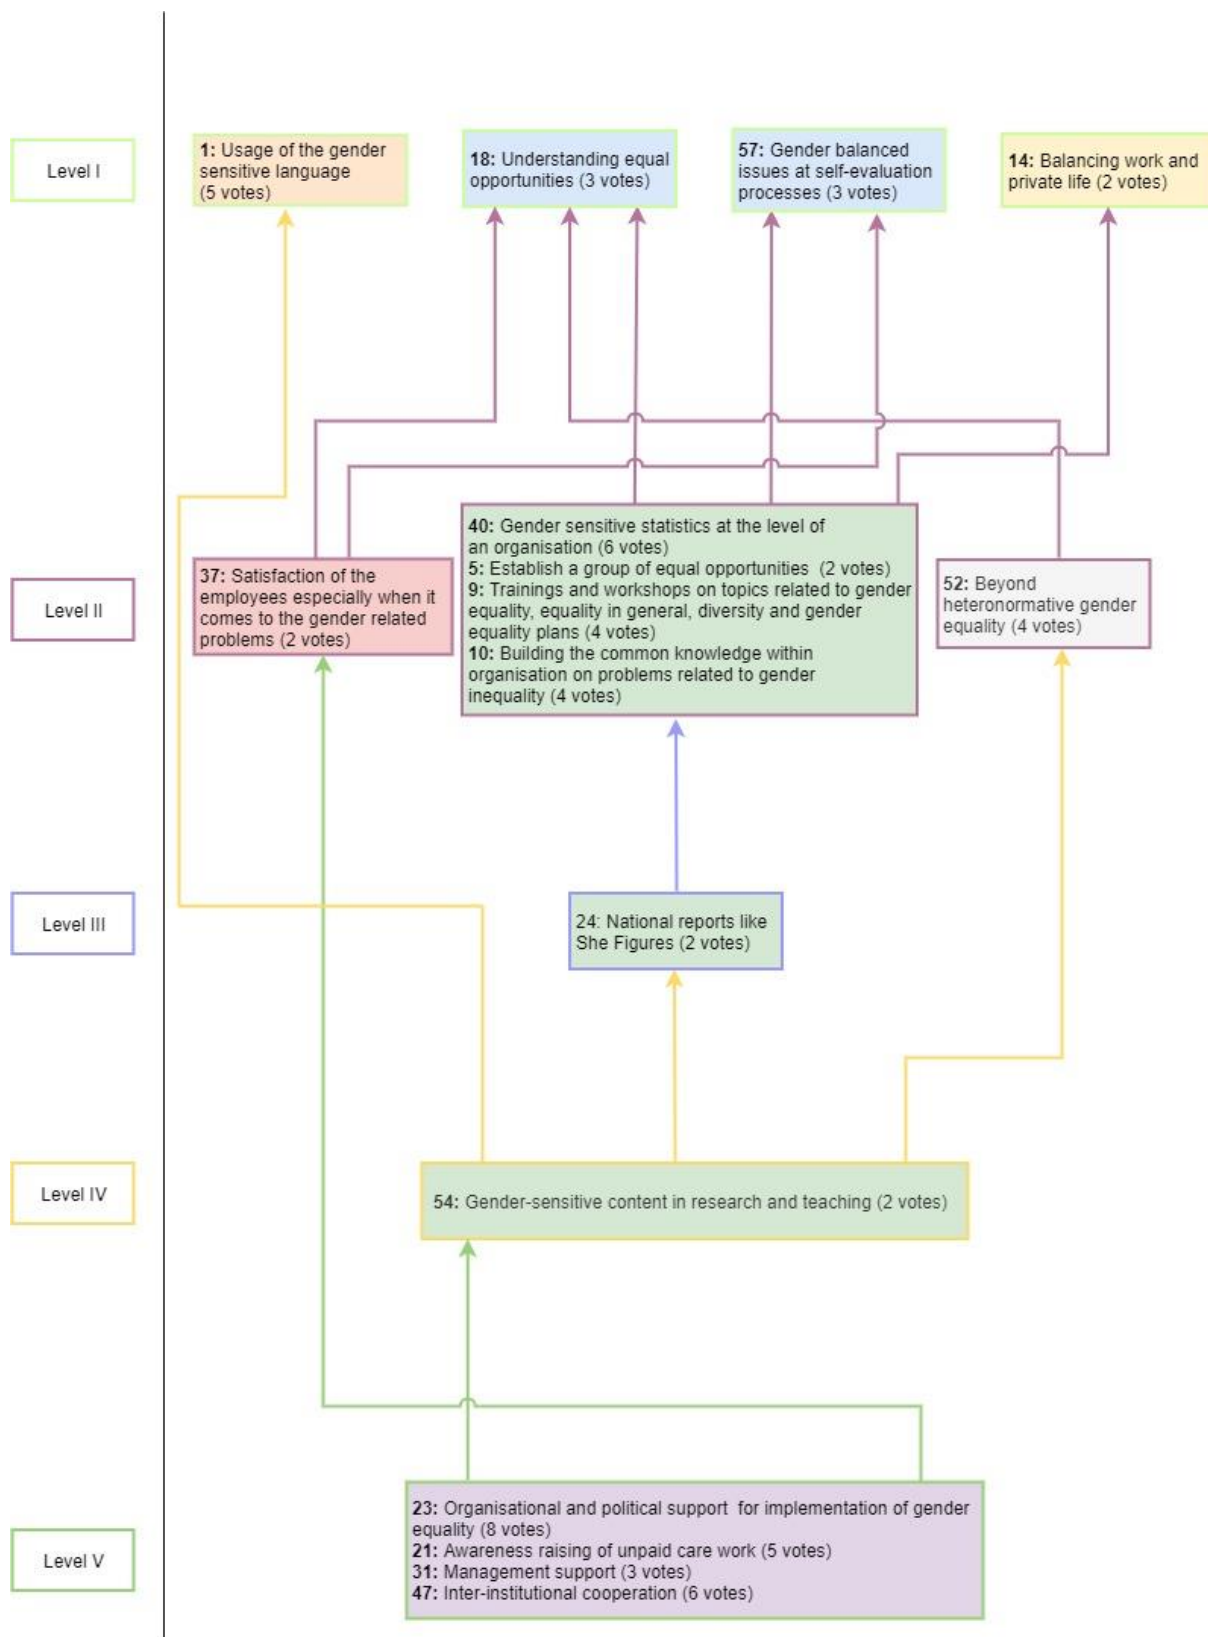 Level I
1: Usage of the gender
sensitive language
(5 votes)
18: Understanding equal
opportunities (3 votes)
57: Gender balanced
issues at self-evaluation
processes (3 votes)
14: Balancing work and
private life (2 votes)
Level II
37: Satisfaction of the
employees especially when it
comes to the gender related
problems (2 votes)
40: Gender sensitive statistics at the level of
an organisation (6 votes)
5: Establish a group of equal opportunities (2 votes)
9: Trainings and workshops on topics related to gender
equality, equality in general, diversity and gender
equality plans (4 votes)
10: Building the common knowledge within
organisation on problems related to gender
inequality (4 votes)
52: Beyond
heteronormative gender
equality (4 votes)
Level III
24: National reports like
She Figures (2 votes)
Level IV
54: Gender-sensitive content in research and teaching (2 votes)
Level V
23: Organisational and political support for implementation of gender
equality (8 votes)
21: Awareness raising of unpaid care work (5 votes)
31: Management support (3 votes)
47: Inter-institutional cooperation (6 votes)